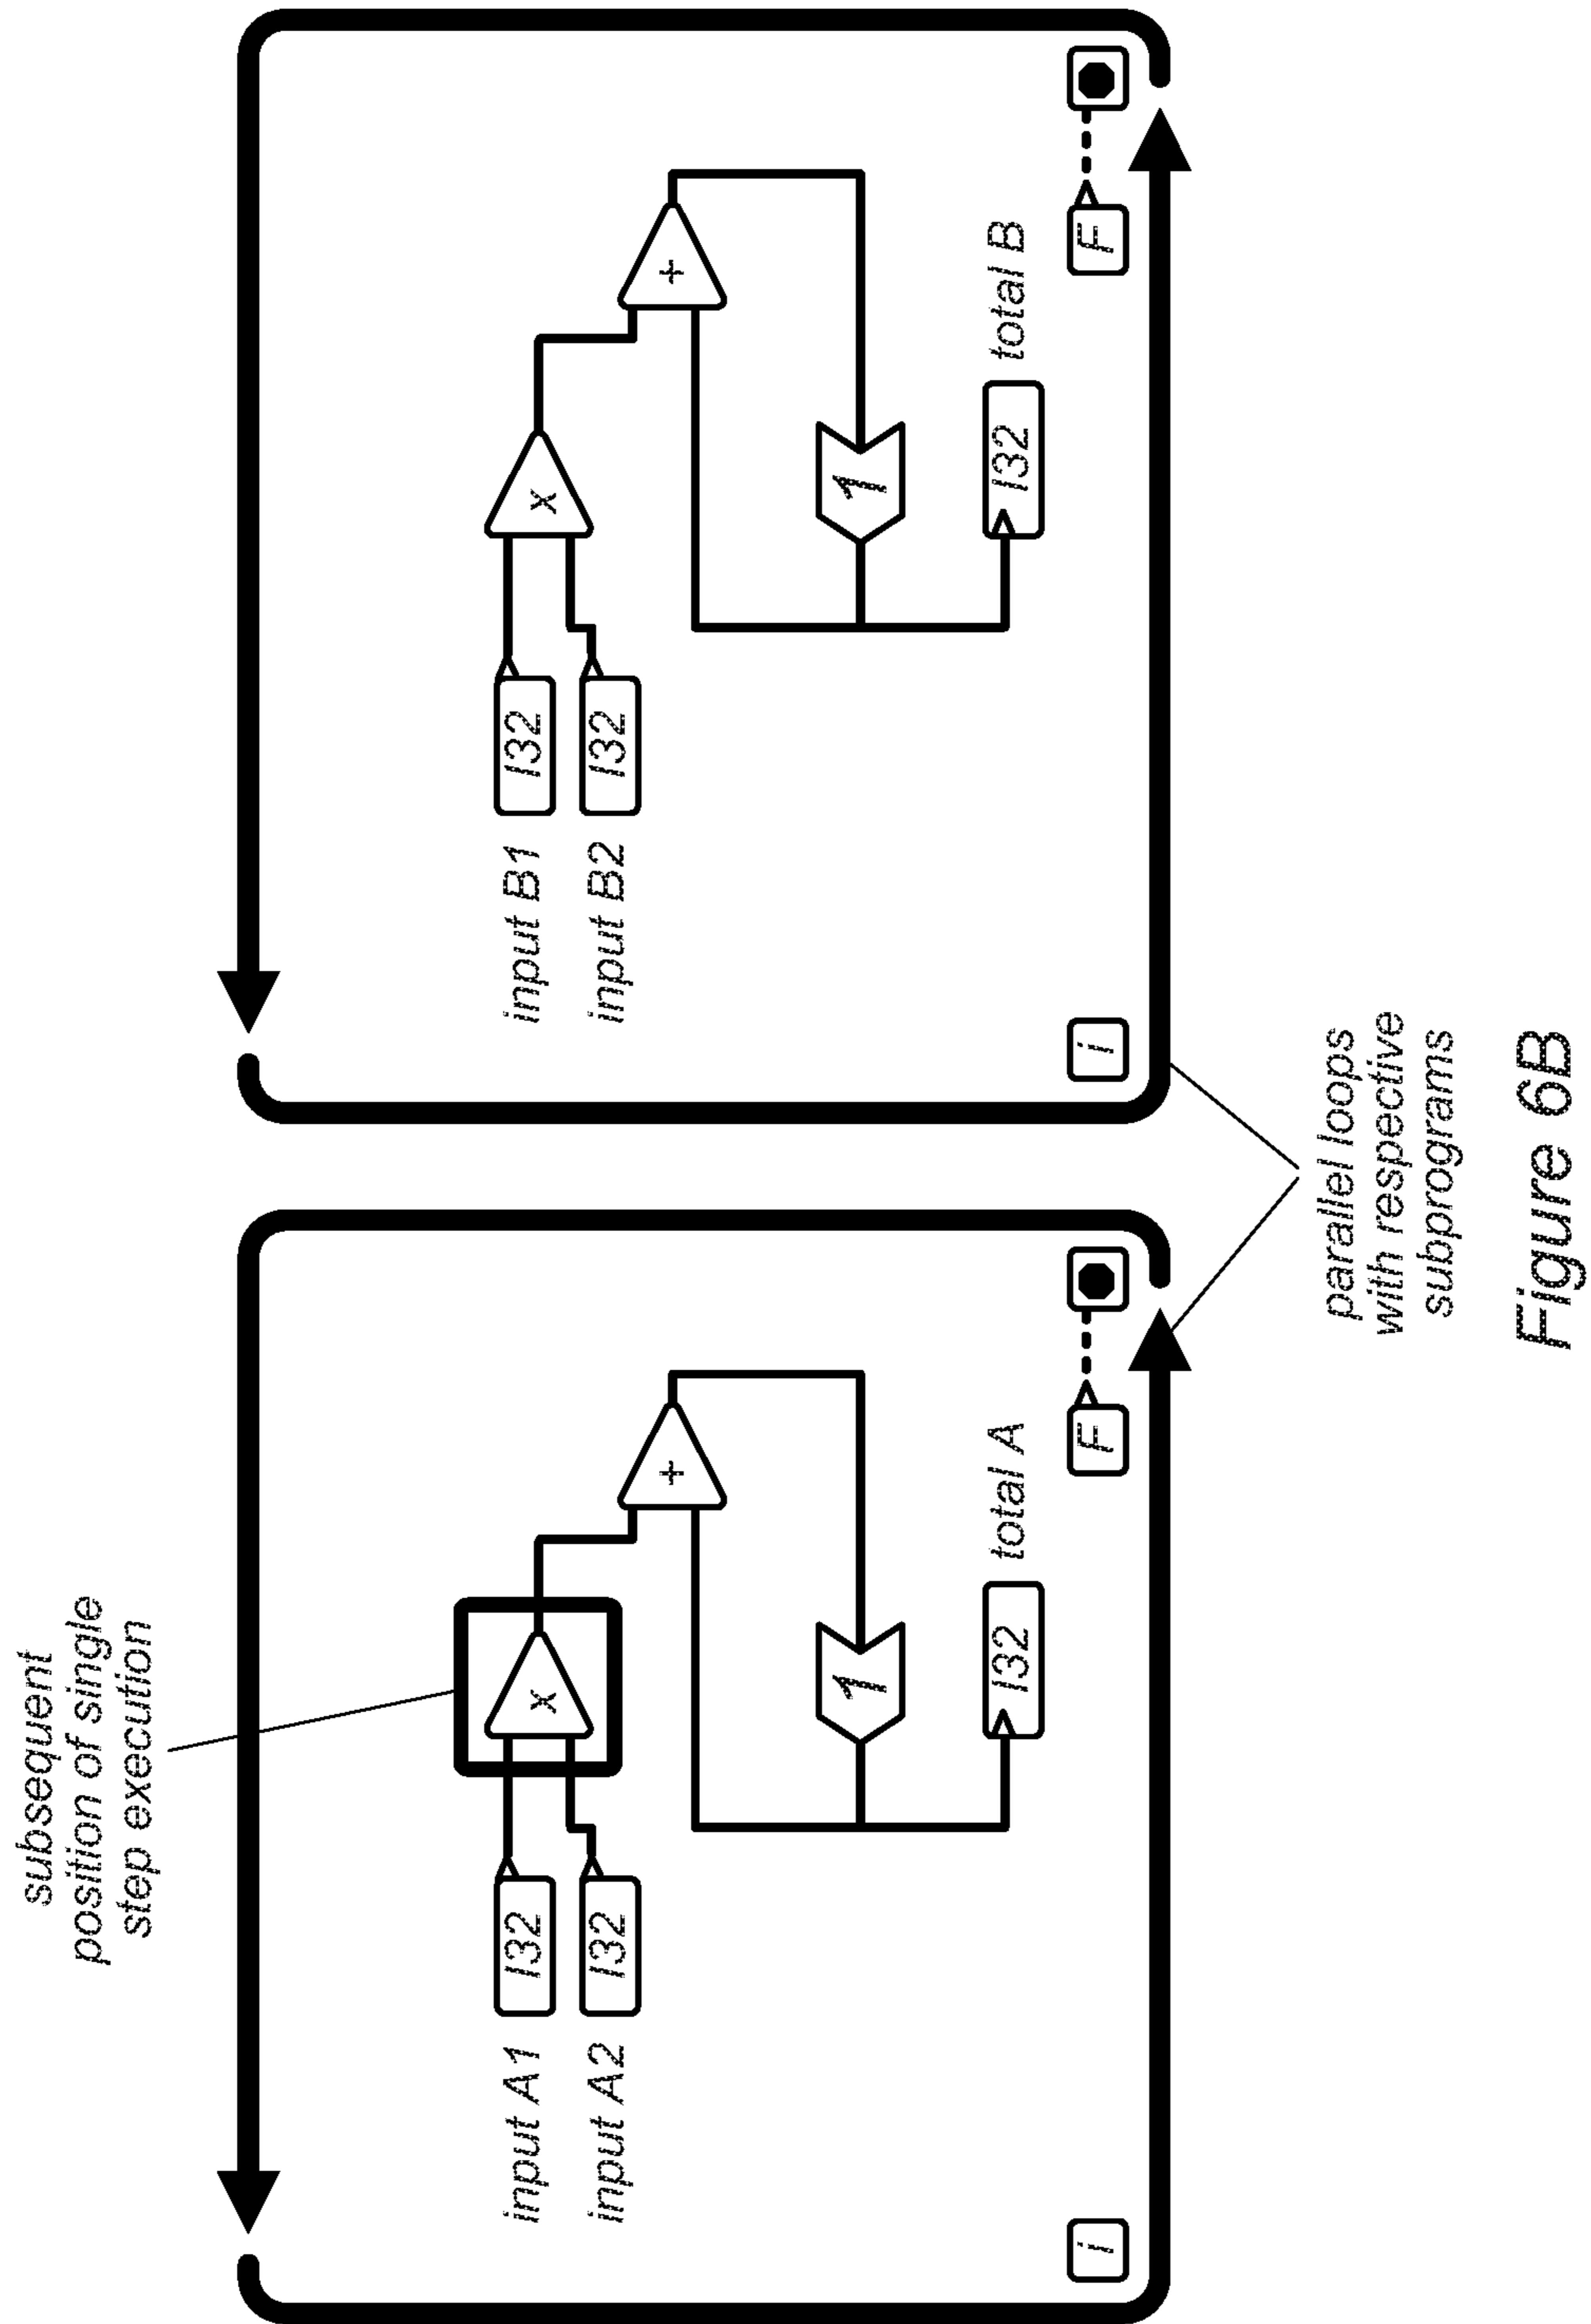 subsequent
position of single
step execution
input A1
I32
input A2
I32
x
+
1
I32
total A
i
F
input B1
I32
input B2
I32
x
+
1
I32
total B
i
F
parallel loops
with respective
subprograms
Figure 6B